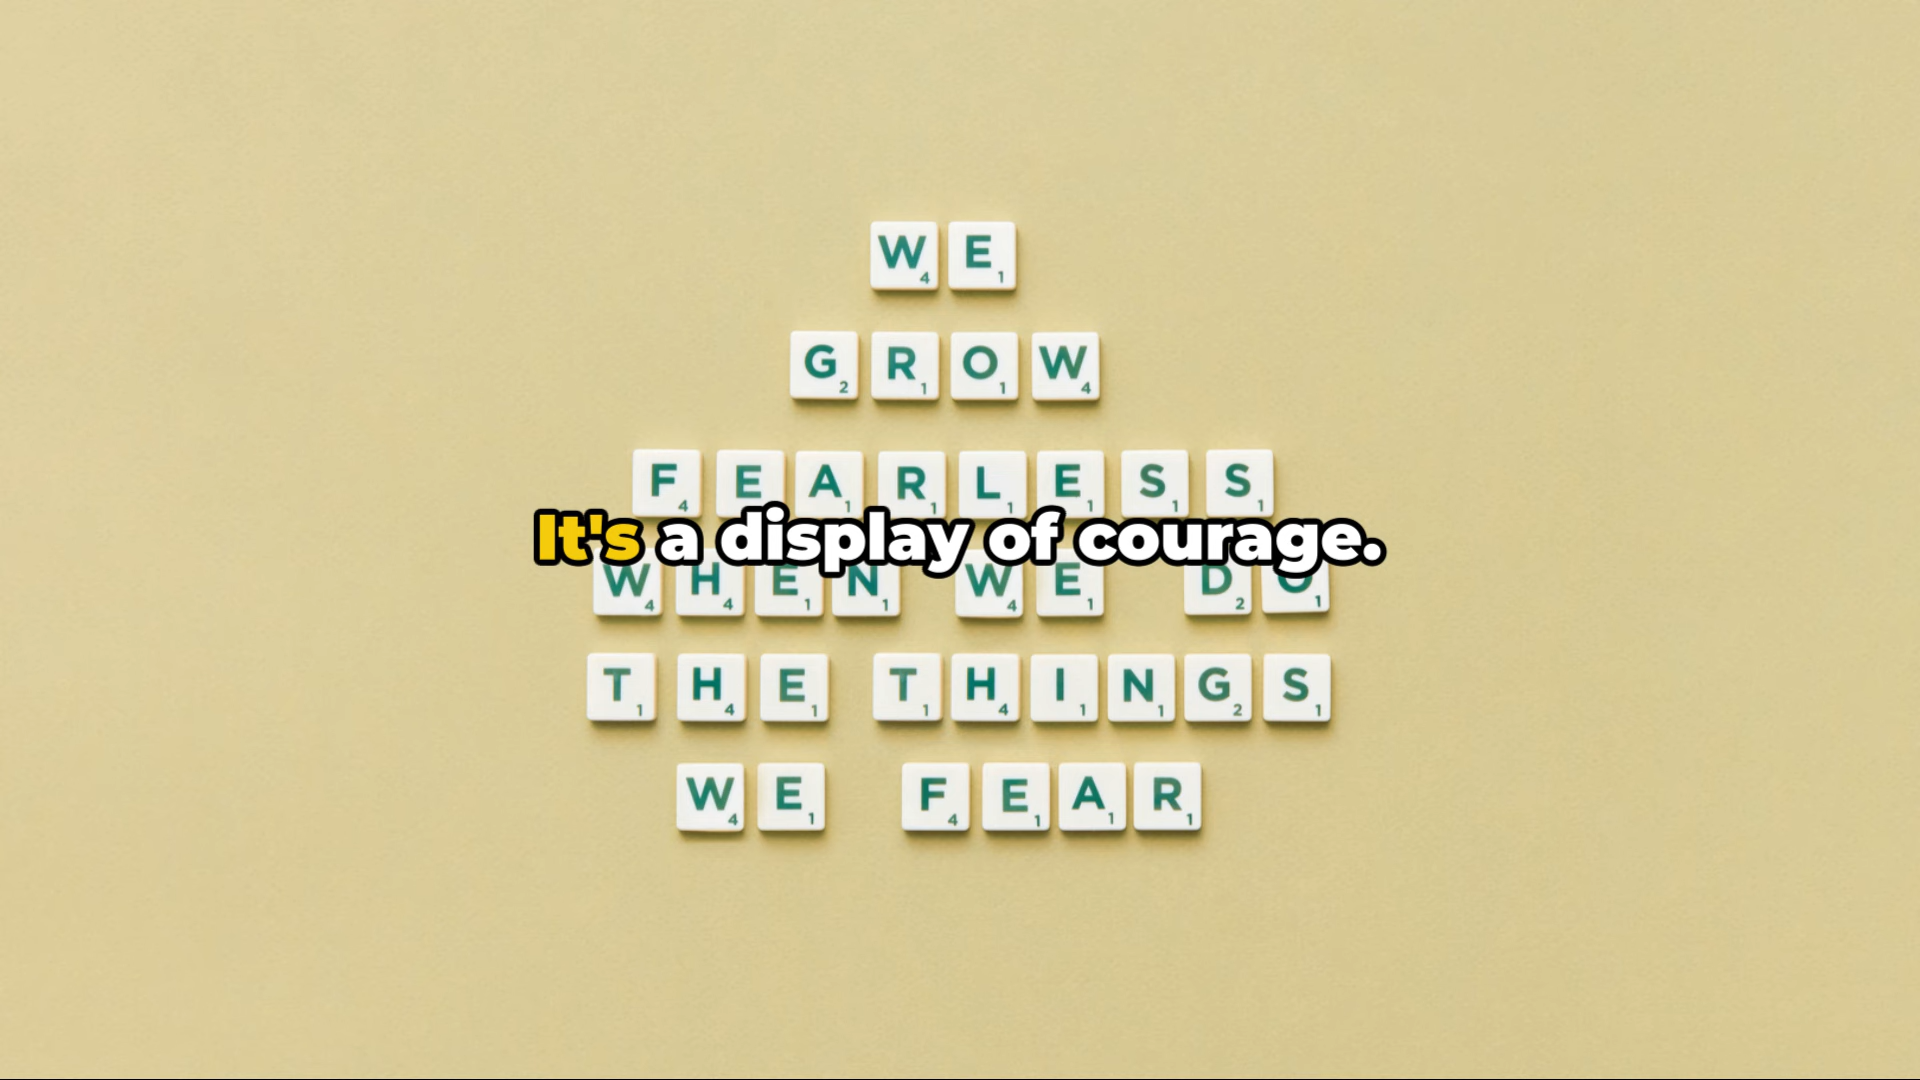 WE
GROW
FEARLESS
It's a display of courage.
WHEN WE DO
THE THINGS
WE FEAR